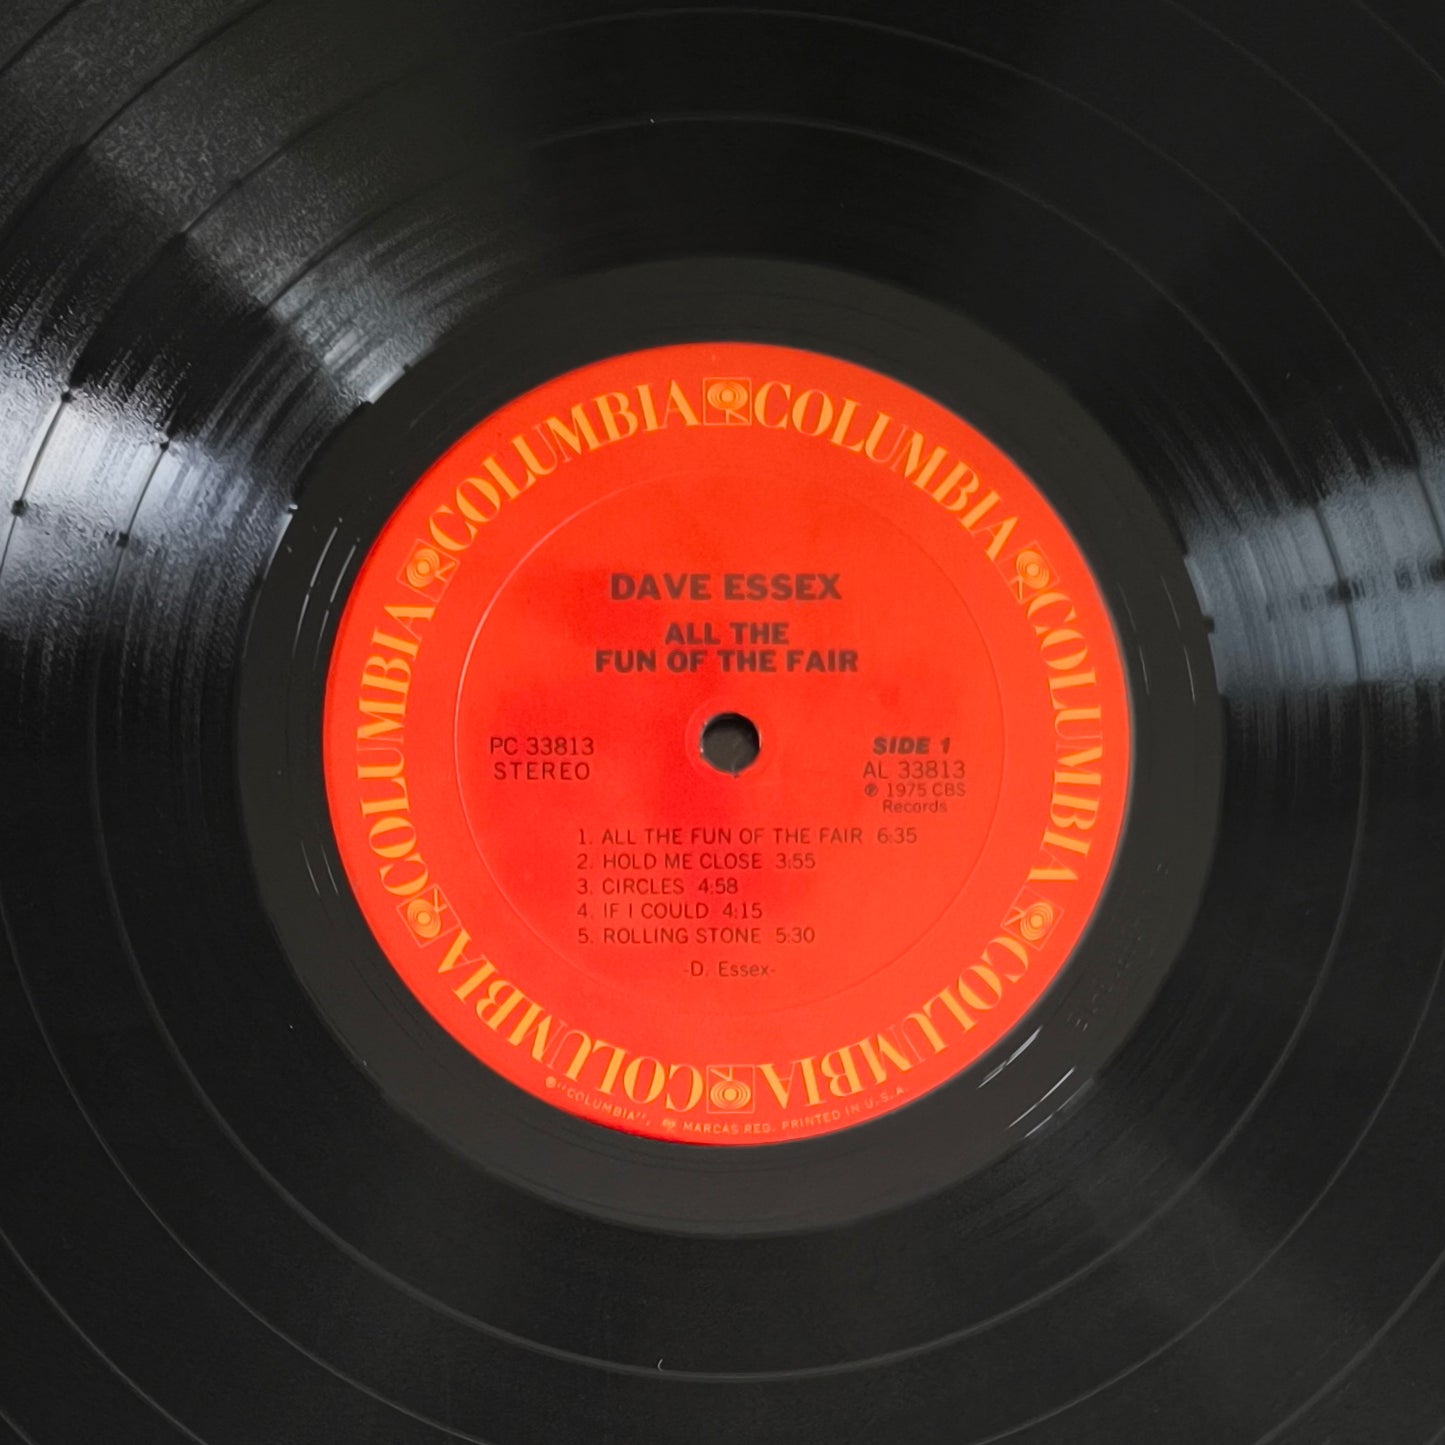 COLUMBIA COLUMBIA COLUMBIA COLUMBIA COLUMBIA COLUMBIA
DAVE ESSEX
ALL THE
FUN OF THE FAIR
PC 33813
STEREO
SIDE 1
AL 33813
℗ 1975 CBS
Records
1. ALL THE FUN OF THE FAIR 6:35
2. HOLD ME CLOSE 3:55
3. CIRCLES 4:58
4. IF I COULD 4:15
5. ROLLING STONE 5:30
-D. Essex-
"COLUMBIA", MARCAS REG. PRINTED IN U.S.A.